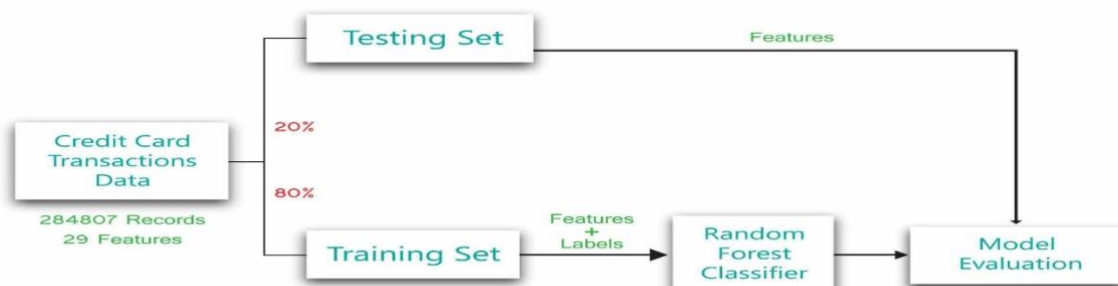 Testing Set
Features
20%
Credit Card
Transactions
Data
80%
284807 Records
29 Features
Features
+
Labels
Training Set
Random
Forest
Classifier
Model
Evaluation